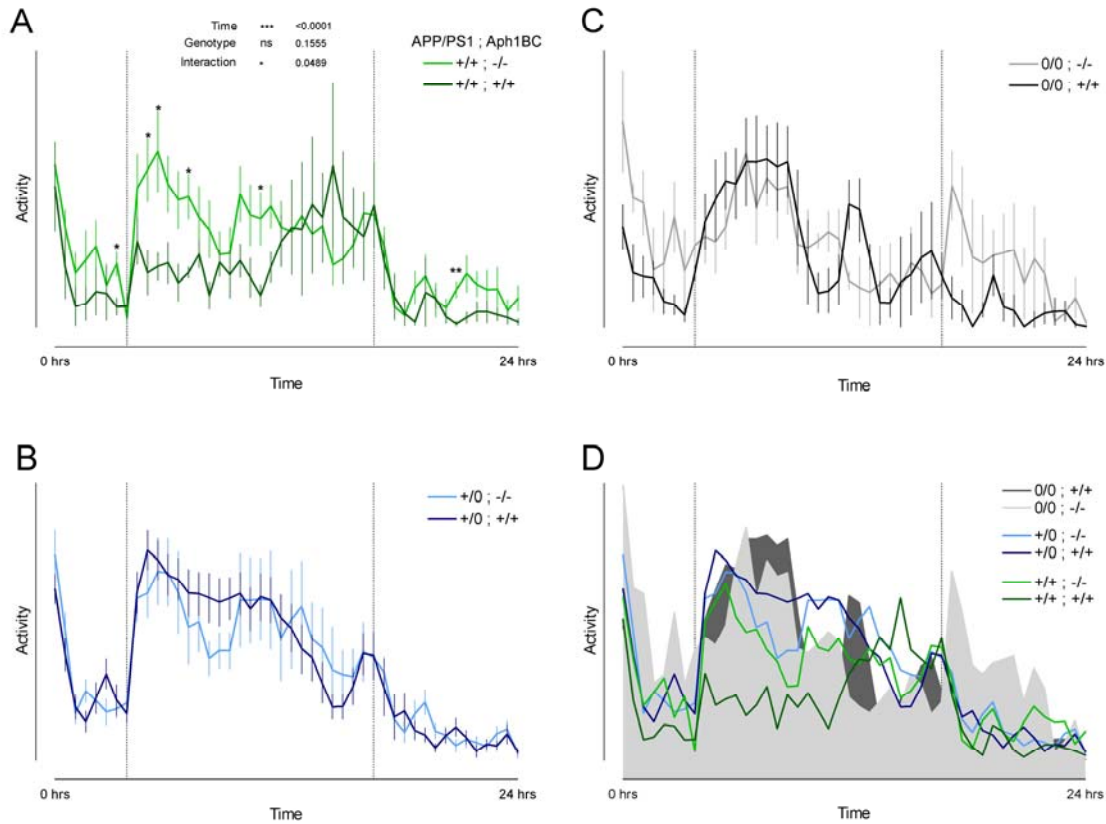 A
Time *** <0.0001
Genotype ns 0.1555
Interaction * 0.0489
APP/PS1 ; Aph1BC
+/+ ; -/-
+/+ ; +/+
*
*
*
*
*
**
Activity
0 hrs
24 hrs
Time
C
0/0 ; -/-
0/0 ; +/+
Activity
0 hrs
24 hrs
Time
B
+/0 ; -/-
+/0 ; +/+
Activity
0 hrs
24 hrs
Time
D
0/0 ; +/+
0/0 ; -/-
+/0 ; -/-
+/0 ; +/+
+/+ ; -/-
+/+ ; +/+
Activity
0 hrs
24 hrs
Time